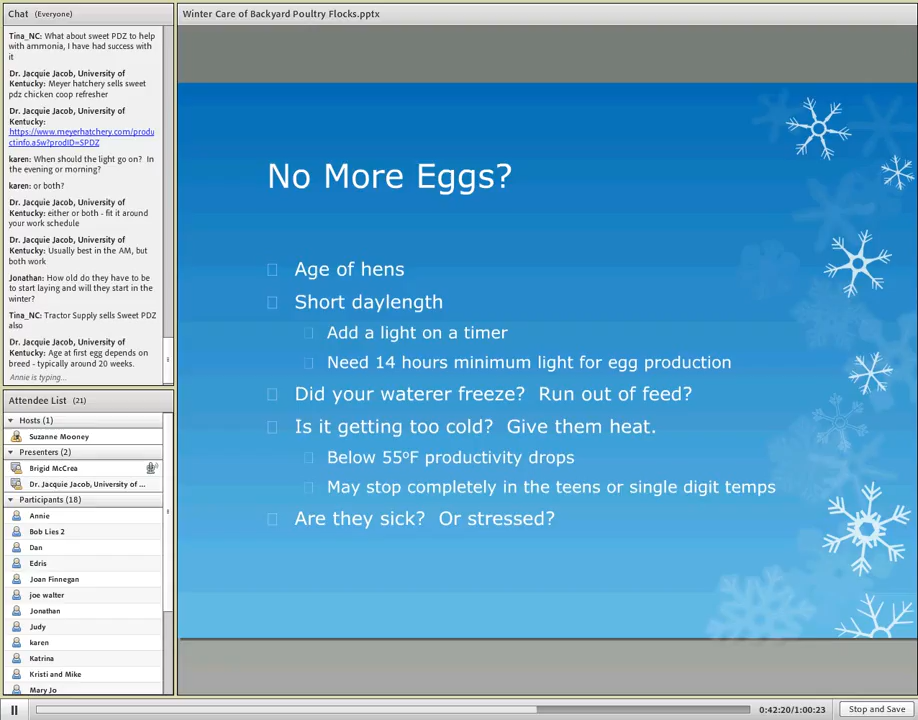 Chat (Everyone)
Tina_NC: What about sweet PDZ to help
with ammonia, I have had success with
it
Dr. Jacquie Jacob, University of
Kentucky: Meyer hatchery sells sweet
pdz chicken coop refresher
Dr. Jacquie Jacob, University of
Kentucky:
https://www.meyerhatchery.com/produ
ctinfo.a5w?prodID=SPDZ
karen: When should the light go on? In
the evening or morning?
karen: or both?
Dr. Jacquie Jacob, University of
Kentucky: either or both - fit it around
your work schedule
Dr. Jacquie Jacob, University of
Kentucky: Usually best in the AM, but
both work
Jonathan: How old do they have to be
to start laying and will they start in the
winter?
Tina_NC: Tractor Supply sells Sweet PDZ
also
Dr. Jacquie Jacob, University of
Kentucky: Age at first egg depends on
breed - typically around 20 weeks.
Annie is typing...
Attendee List (21)
Hosts (1)
Suzanne Mooney
Presenters (2)
Brigid McCrea
Dr. Jacquie Jacob, University of ...
Participants (18)
Annie
Bob Lies 2
Dan
Edris
Joan Finnegan
joe walter
Jonathan
Judy
karen
Katrina
Kristi and Mike
Mary Jo
Winter Care of Backyard Poultry Flocks.pptx
No More Eggs?
Age of hens
Short daylength
Add a light on a timer
Need 14 hours minimum light for egg production
Did your waterer freeze? Run out of feed?
Is it getting too cold? Give them heat.
Below 55ºF productivity drops
May stop completely in the teens or single digit temps
Are they sick? Or stressed?
0:42:20/1:00:23
Stop and Save